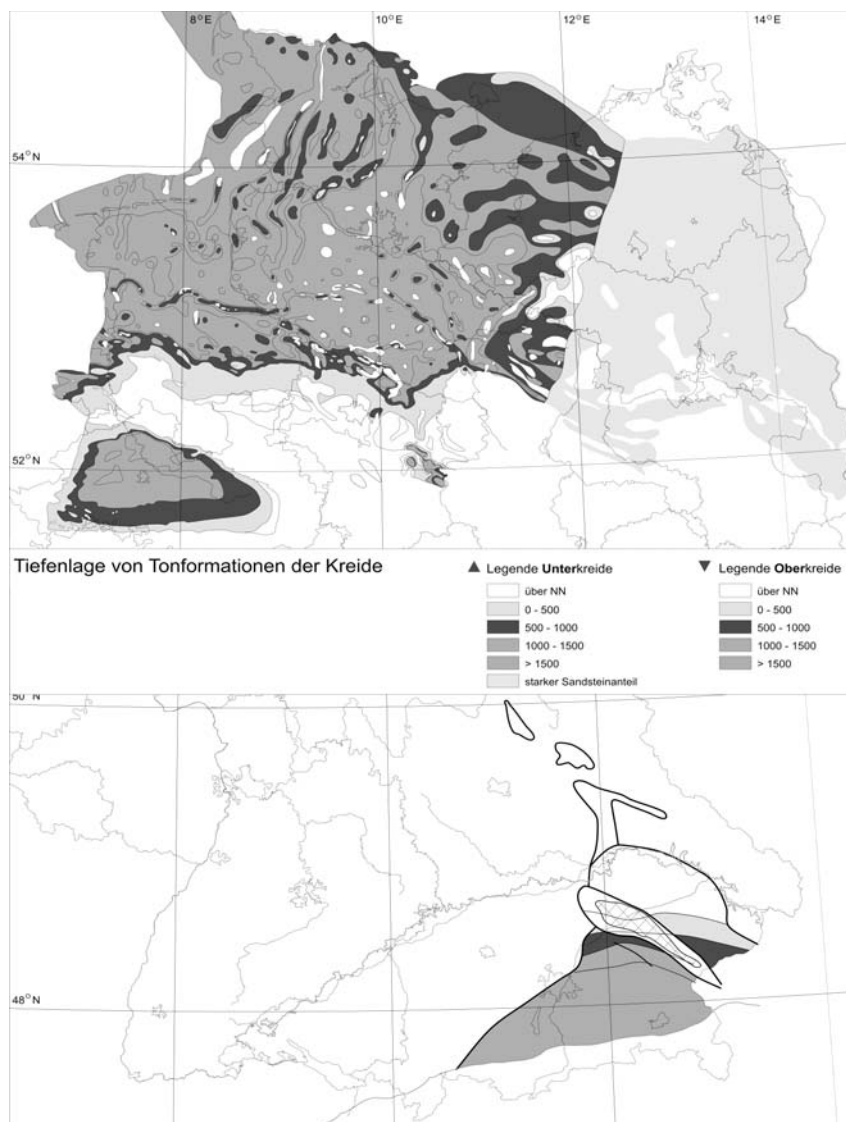 8°E 10°E 12°E 14°E
54°N
52°N
Tiefenlage von Tonformationen der Kreide
▲ Legende Unterkreide
über NN
0 - 500
500 - 1000
1000 - 1500
> 1500
starker Sandsteinanteil
▼ Legende Oberkreide
über NN
0 - 500
500 - 1000
1000 - 1500
> 1500
50°N
48°N